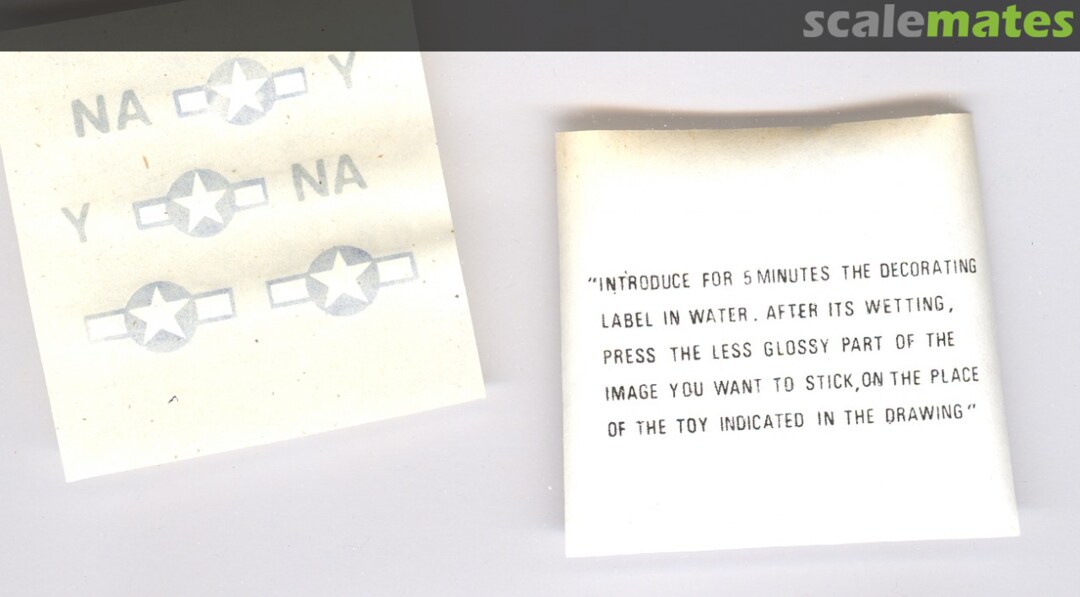 scalemates
NA Y
Y NA
"INTRODUCE FOR 5 MINUTES THE DECORATING
LABEL IN WATER. AFTER ITS WETTING,
PRESS THE LESS GLOSSY PART OF THE
IMAGE YOU WANT TO STICK, ON THE PLACE
OF THE TOY INDICATED IN THE DRAWING"